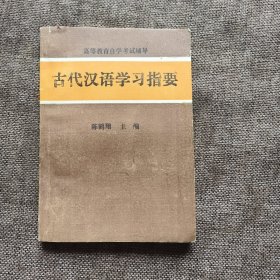 高等教育自学考试辅导
古代汉语学习指要
陈鹤翔 主编